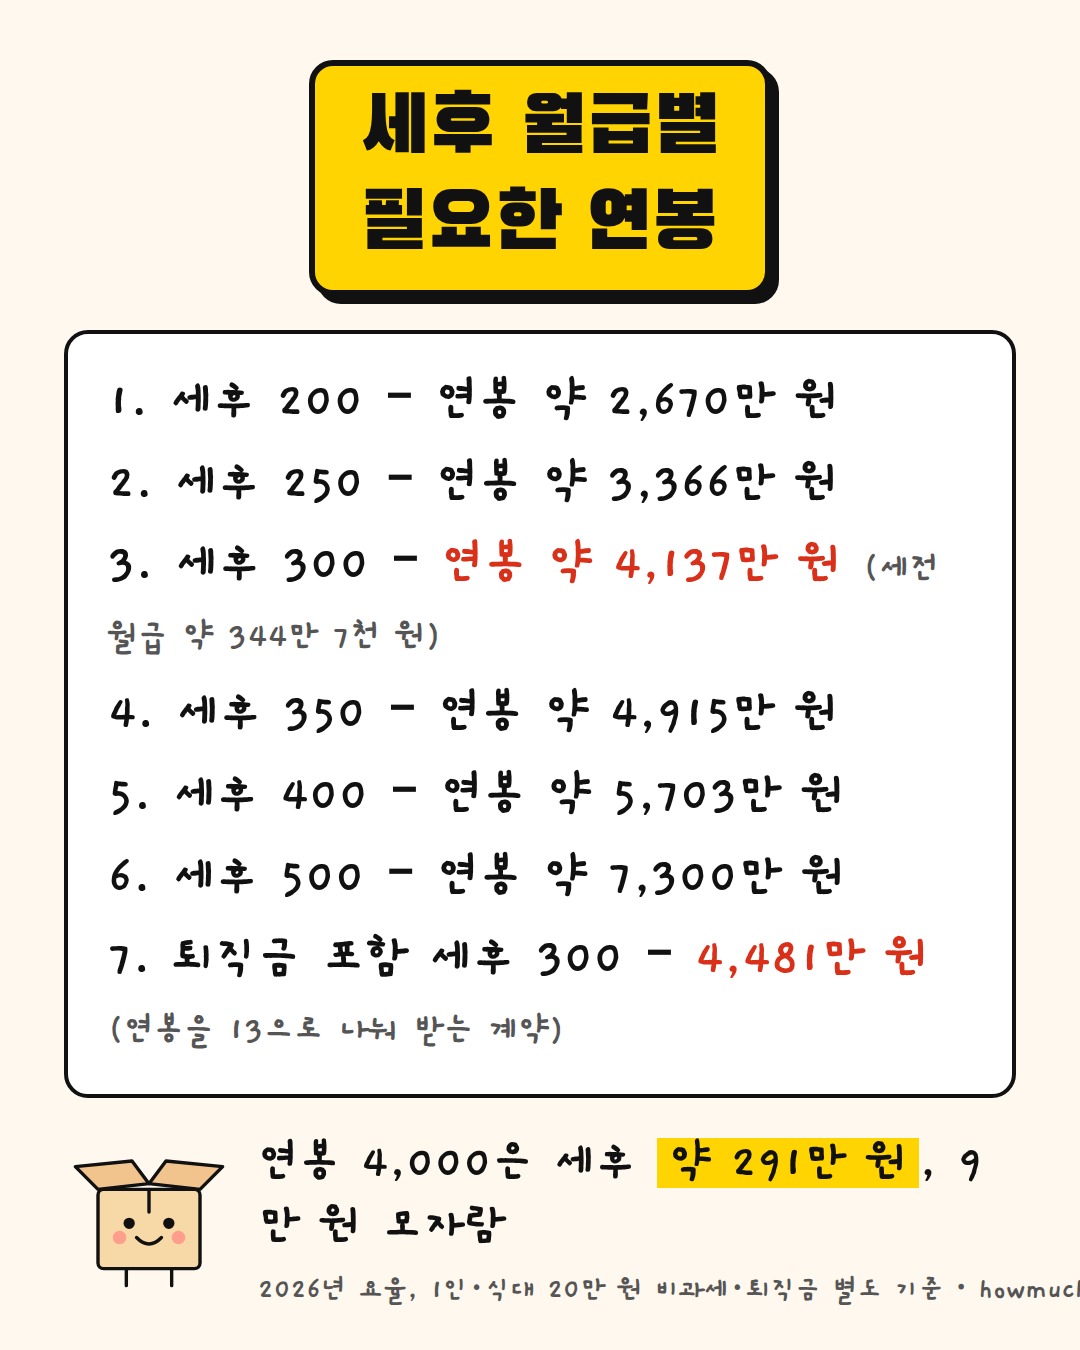 세후 월급별
필요한 연봉
1. 세후 200 – 연봉 약 2,670만 원
2. 세후 250 – 연봉 약 3,366만 원
3. 세후 300 – 연봉 약 4,137만 원 (세전
월급 약 344만 7천 원)
4. 세후 350 – 연봉 약 4,915만 원
5. 세후 400 – 연봉 약 5,703만 원
6. 세후 500 – 연봉 약 7,300만 원
7. 퇴직금 포함 세후 300 – 4,481만 원
(연봉을 13으로 나눠 받는 계약)
연봉 4,000은 세후 약 291만 원, 9
만 원 모자람
2026년 요율, 1인·식대 20만 원 비과세·퇴직금 별도 기준 ·